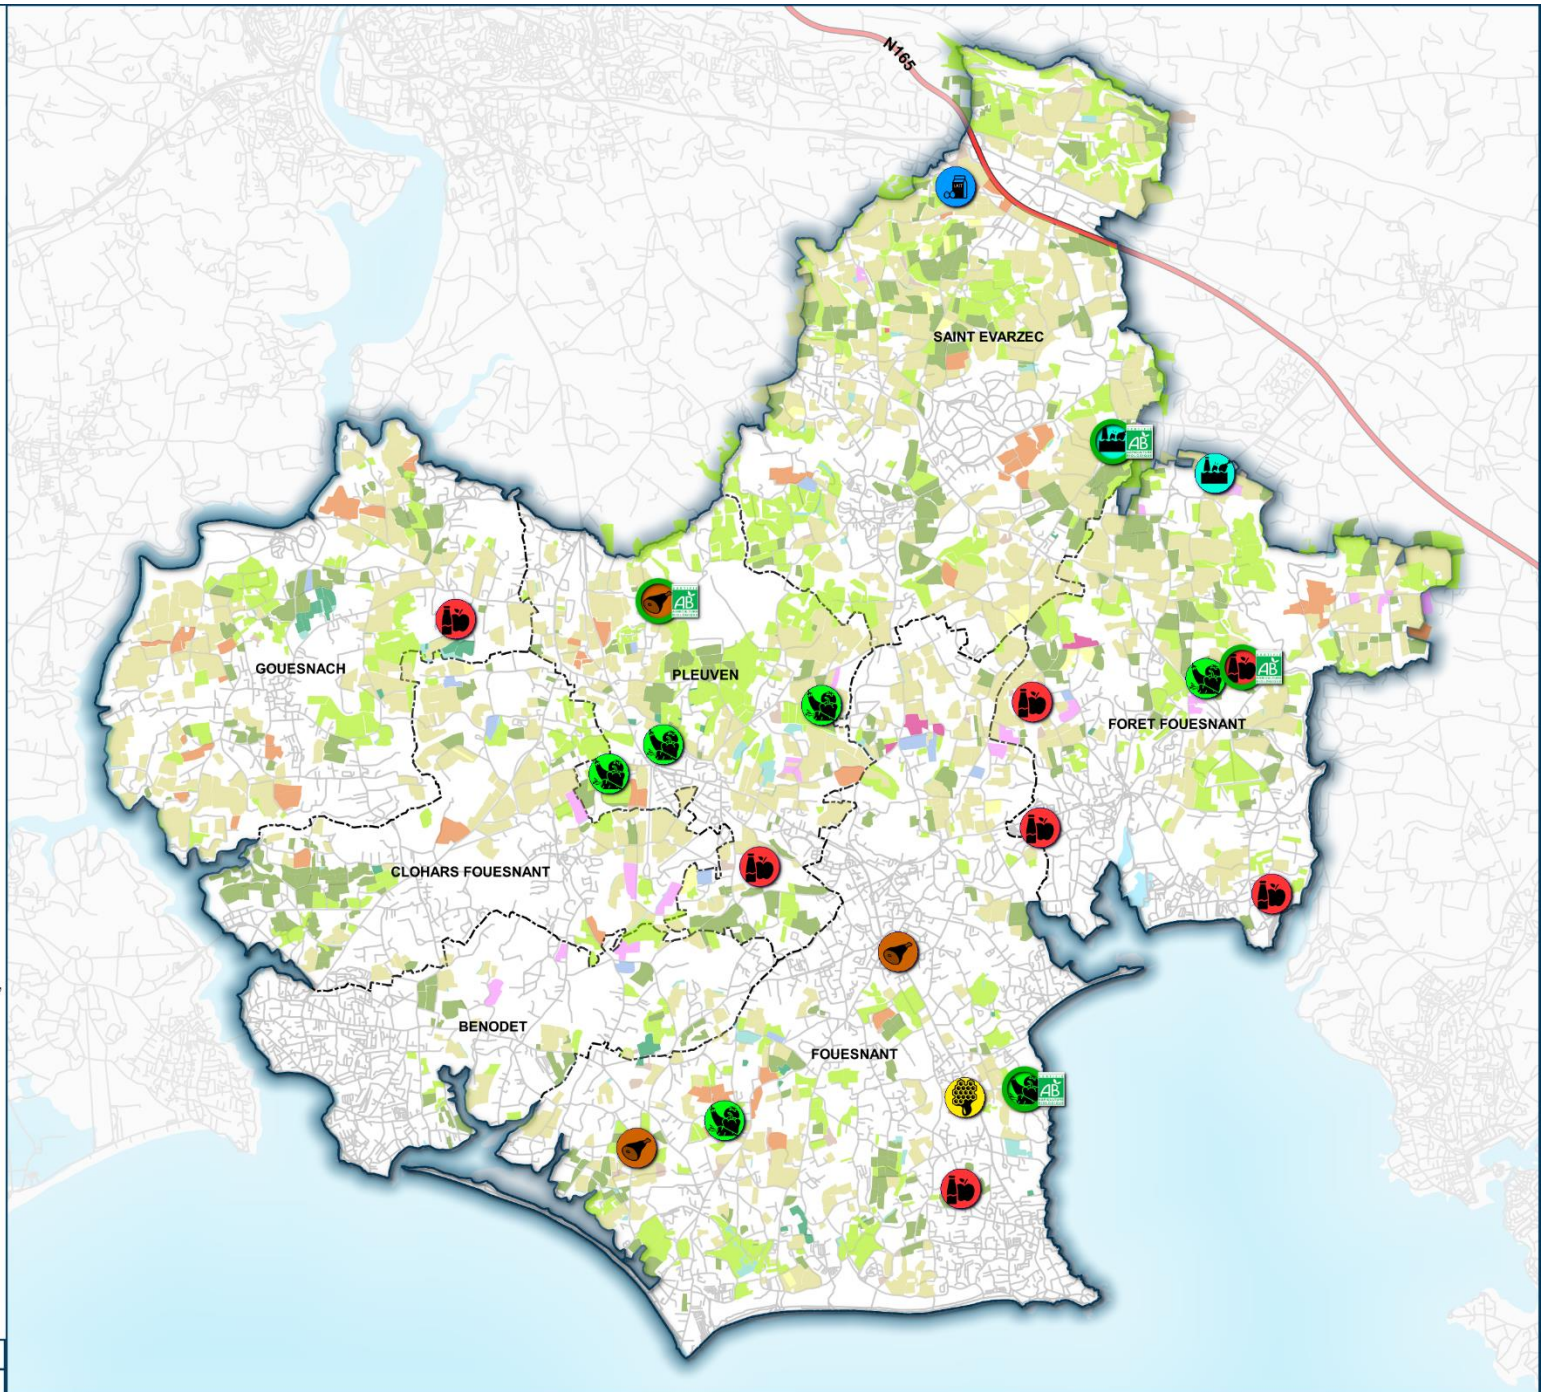 N165
LAIT
SAINT EVARZEC
AB
AB
GOUESNACH
PLEUVEN
AB
FORET FOUESNANT
CLOHARS FOUESNANT
BENODET
FOUESNANT
AB